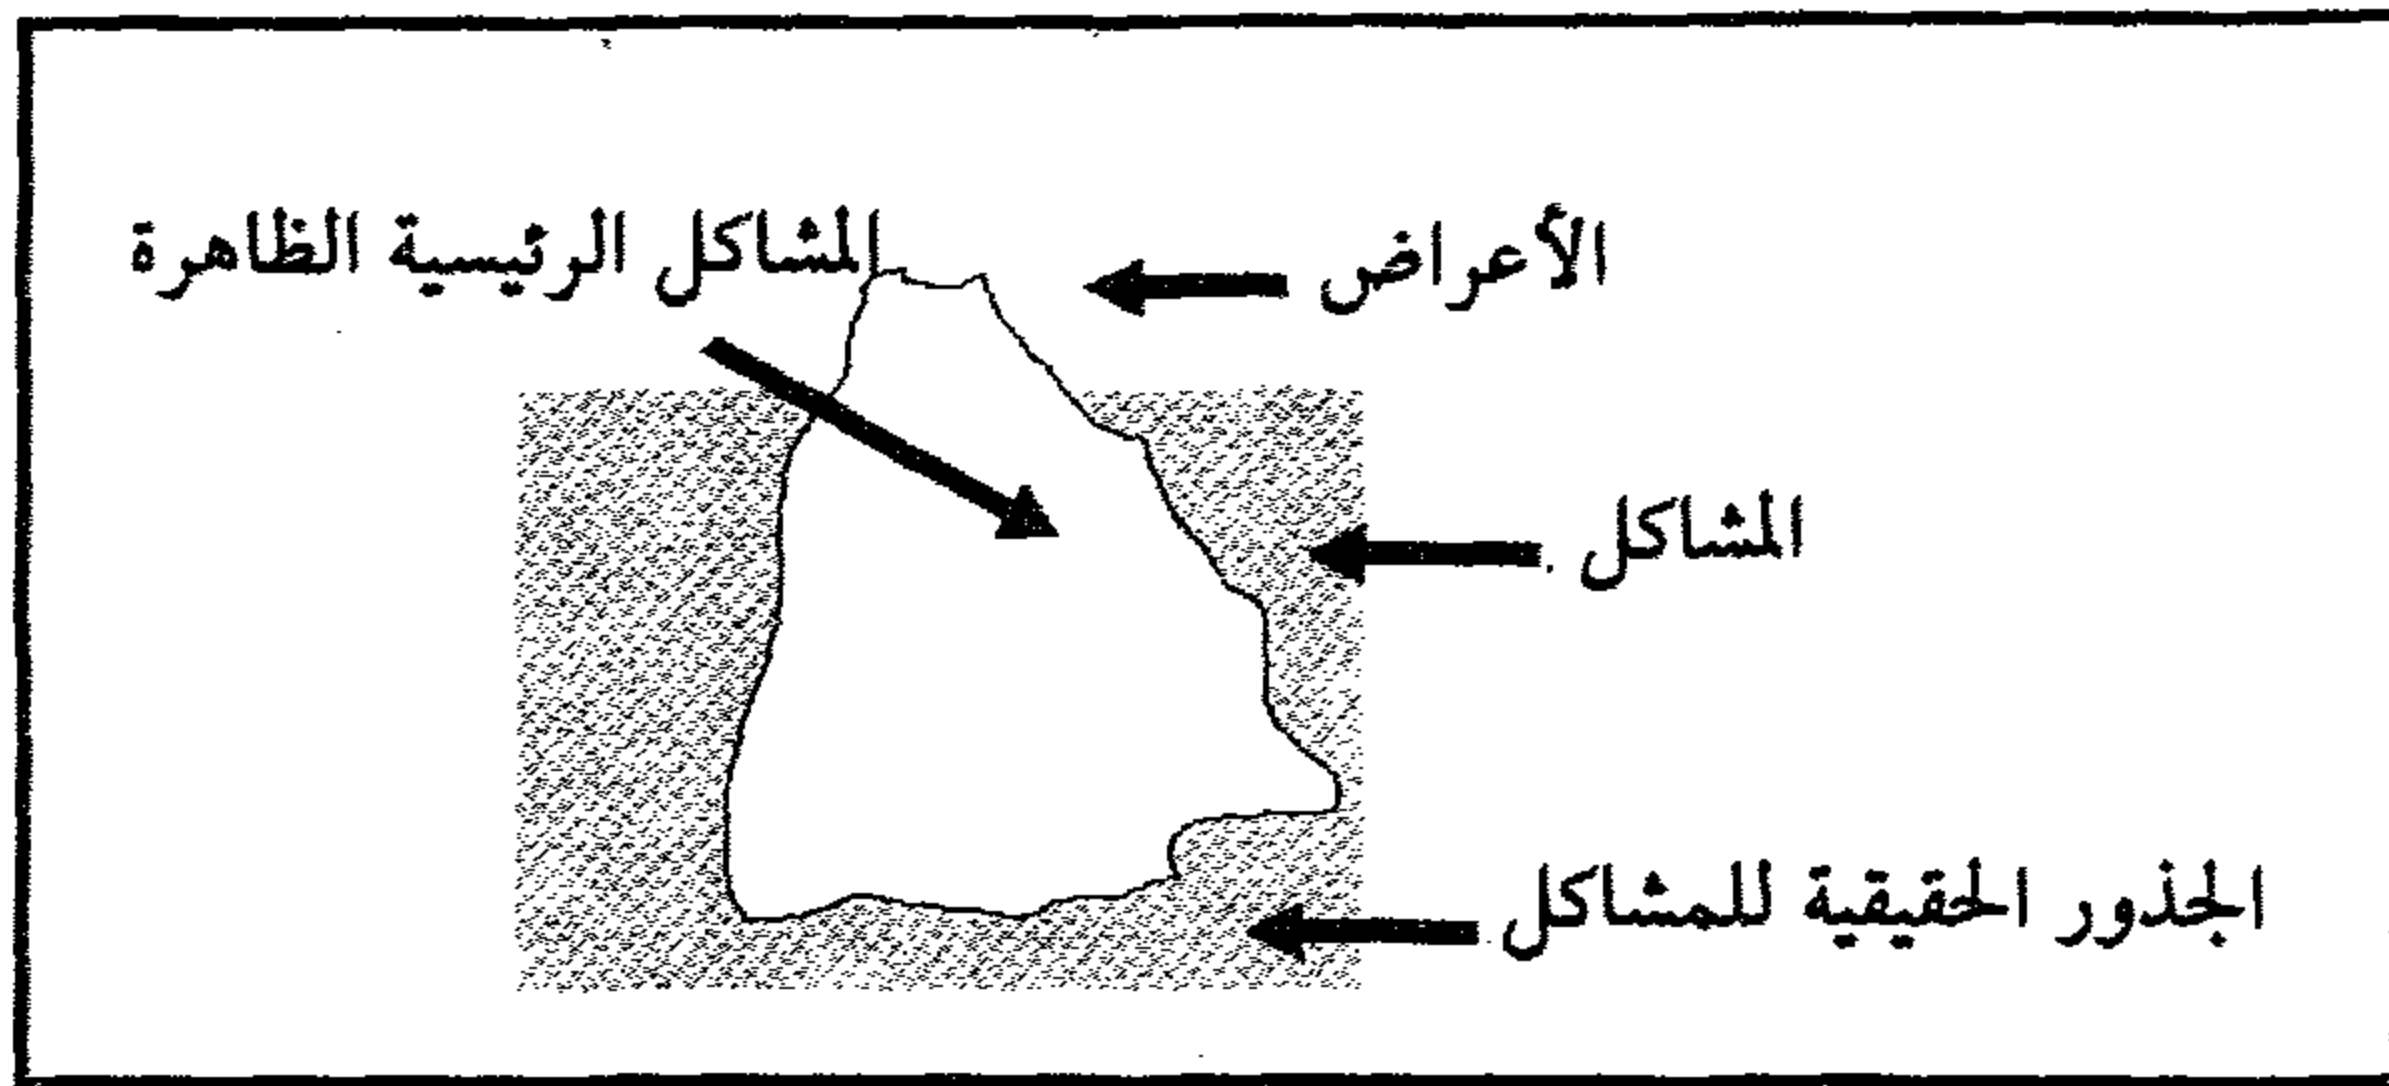 الأعراض
المشاكل الرئيسية الظاهرة
المشاكل
الجذور الحقيقية للمشاكل